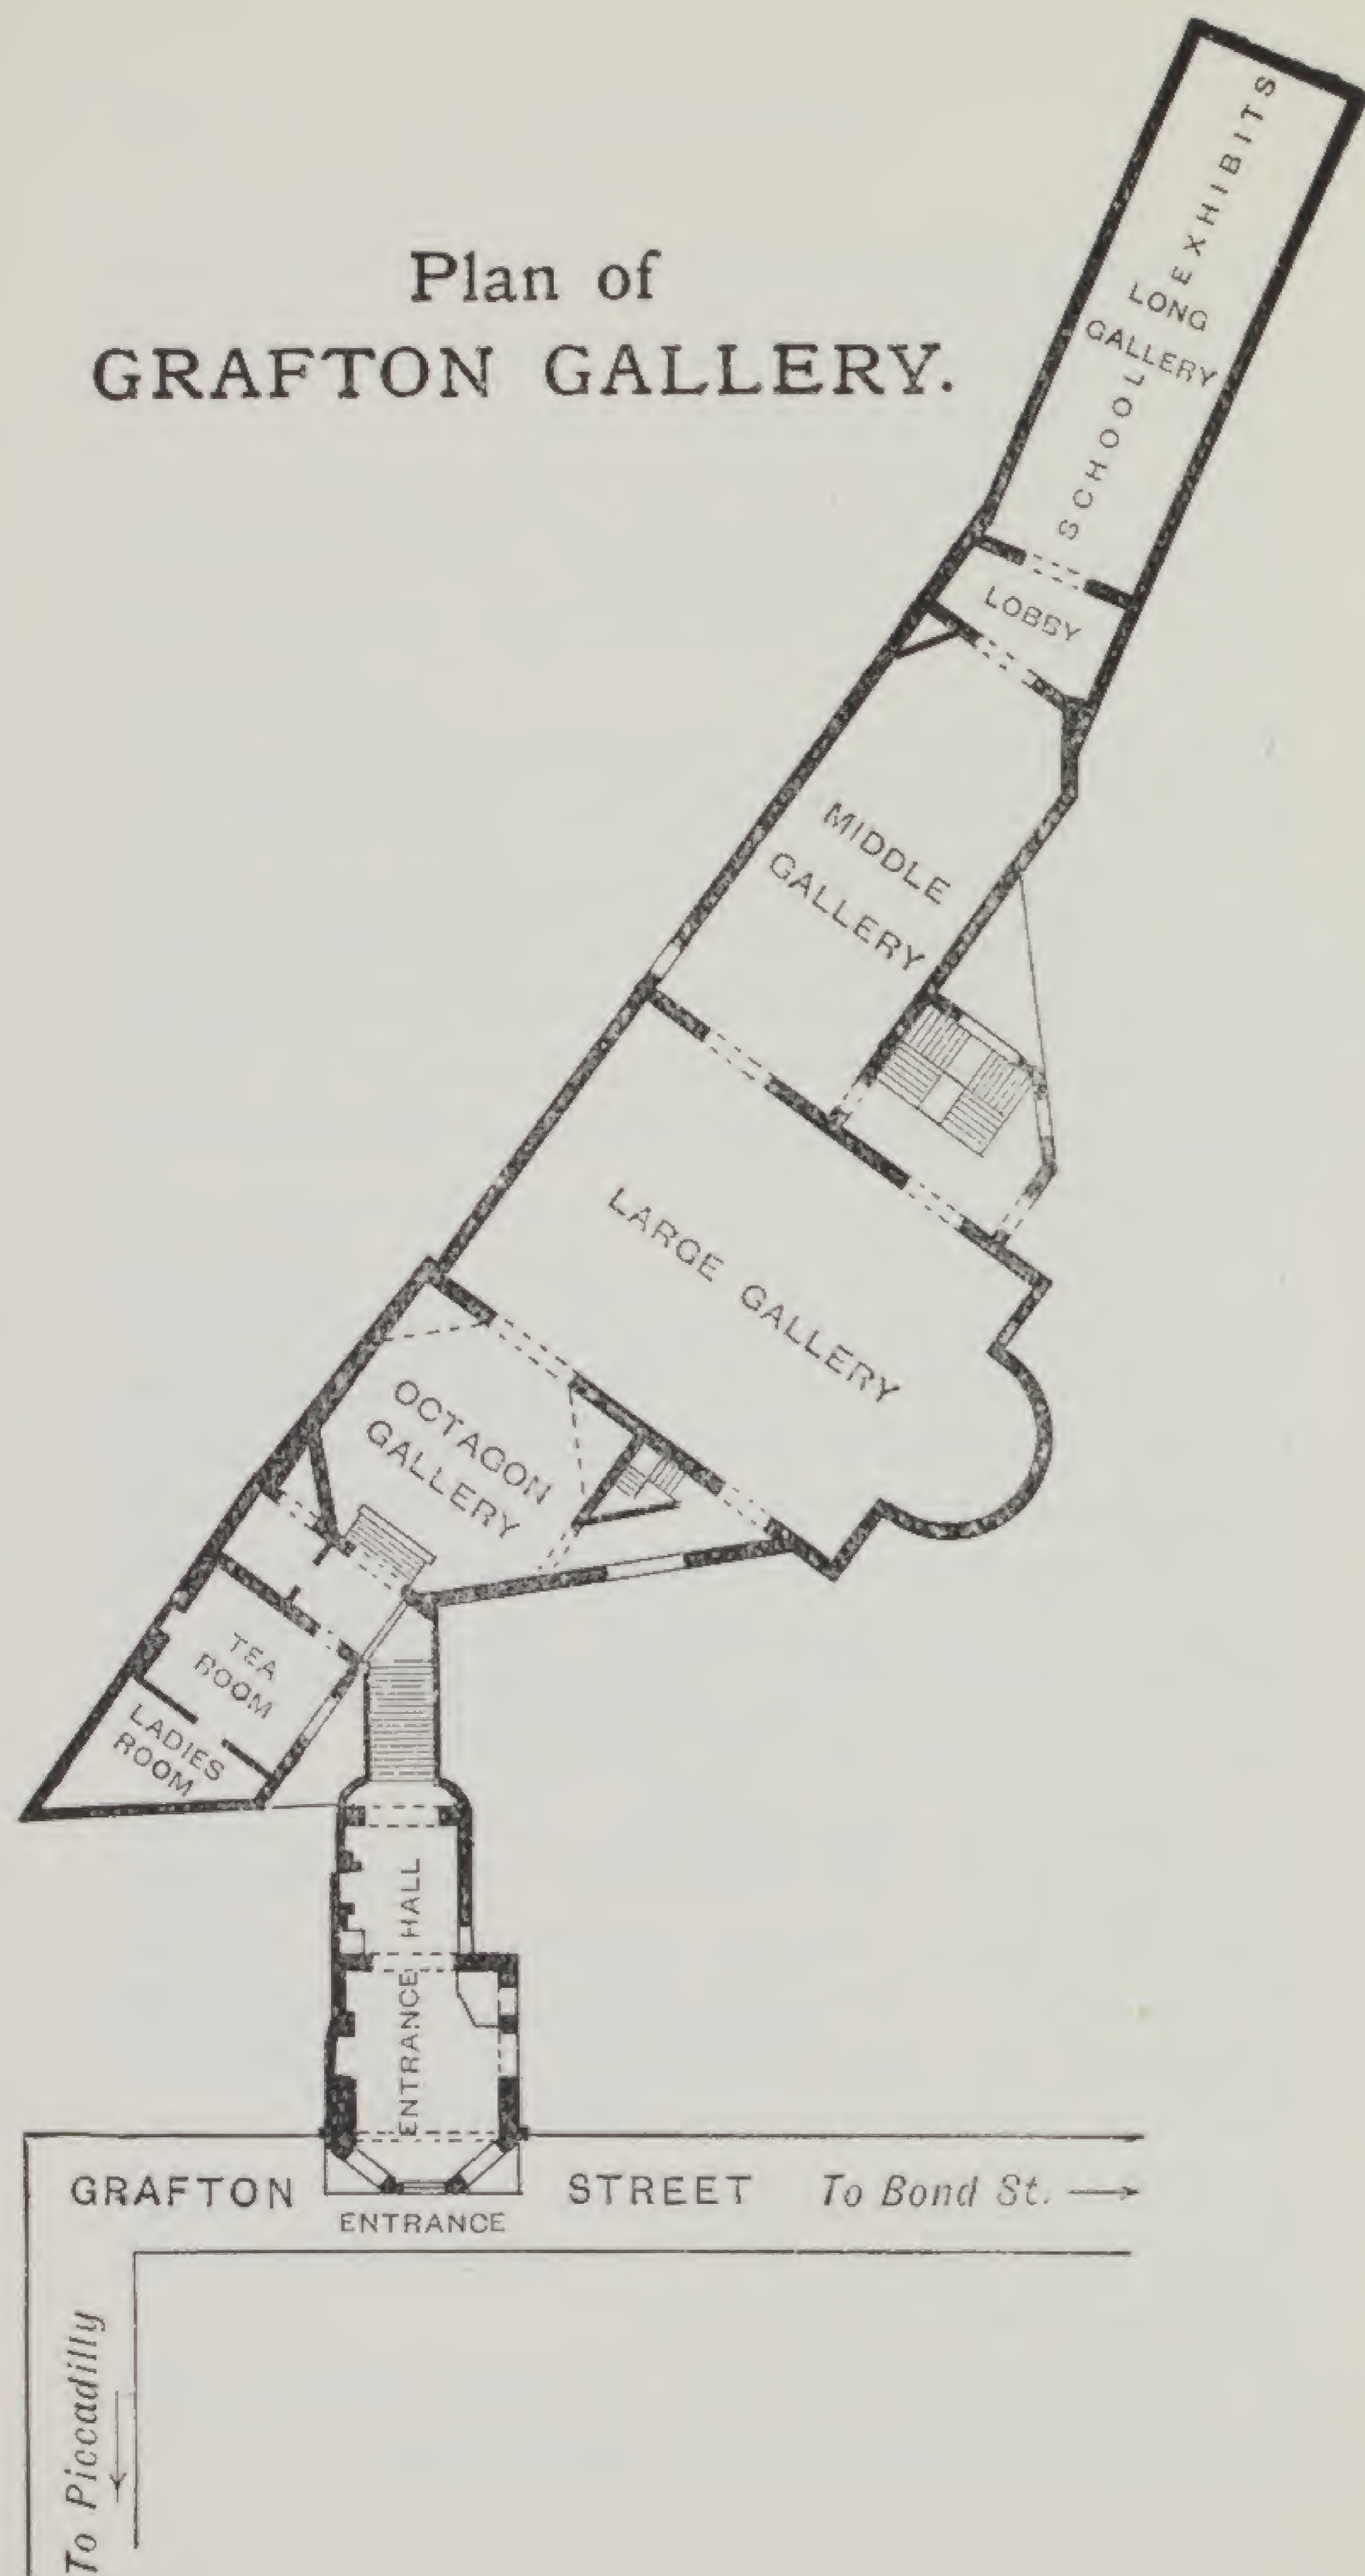 Plan of
GRAFTON GALLERY.
SCHOOL EXHIBITS
LONG
GALLERY
LOBBY
MIDDLE
GALLERY
LARGE GALLERY
OCTAGON
GALLERY
TEA
ROOM
LADIES
ROOM
ENTRANCE HALL
GRAFTON STREET To Bond St.
ENTRANCE
To Piccadilly